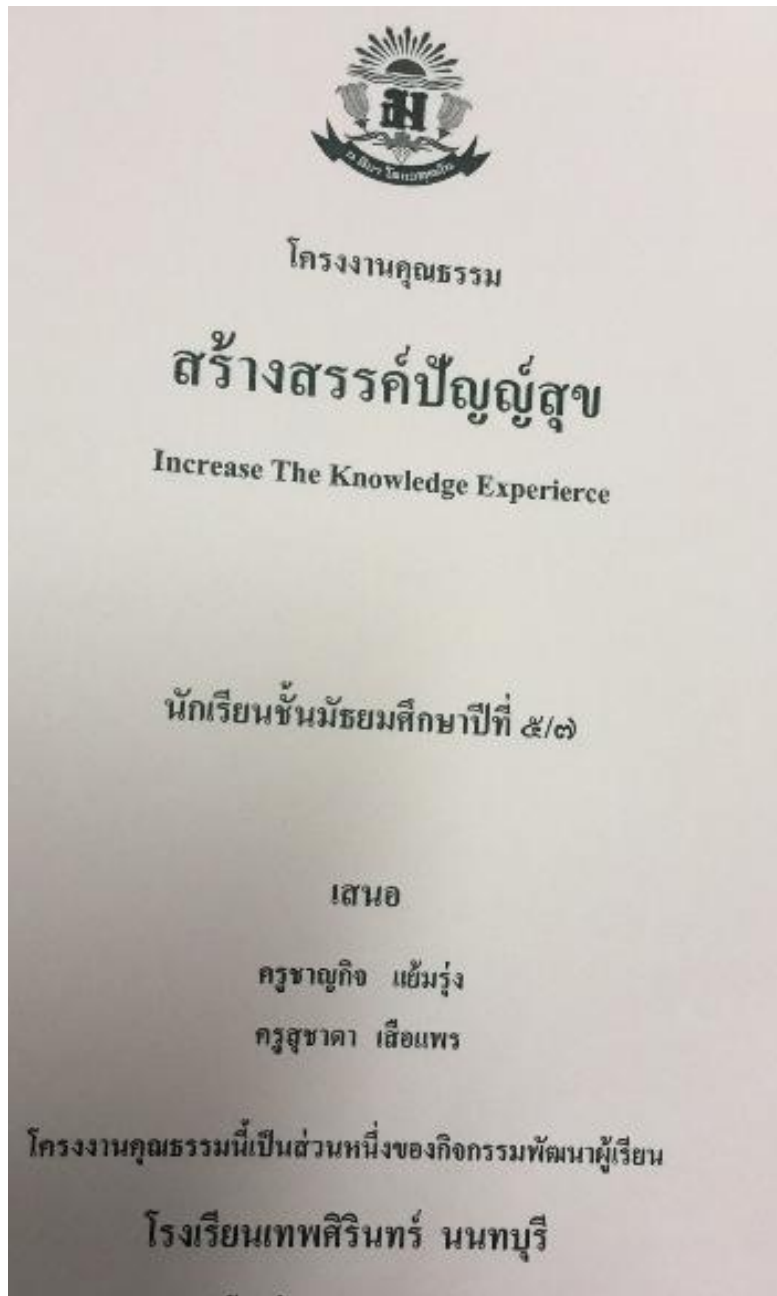 โครงงานคุณธรรม
สร้างสรรค์ปัญญ์สุข
Increase The Knowledge Experierce
นักเรียนชั้นมัธยมศึกษาปีที่ ๕/๗
เสนอ
ครูชาญกิจ แย้มรุ่ง
ครูสุชาดา เสือแพร
โครงงานคุณธรรมนี้เป็นส่วนหนึ่งของกิจกรรมพัฒนาผู้เรียน
โรงเรียนเทพศิรินทร์ นนทบุรี